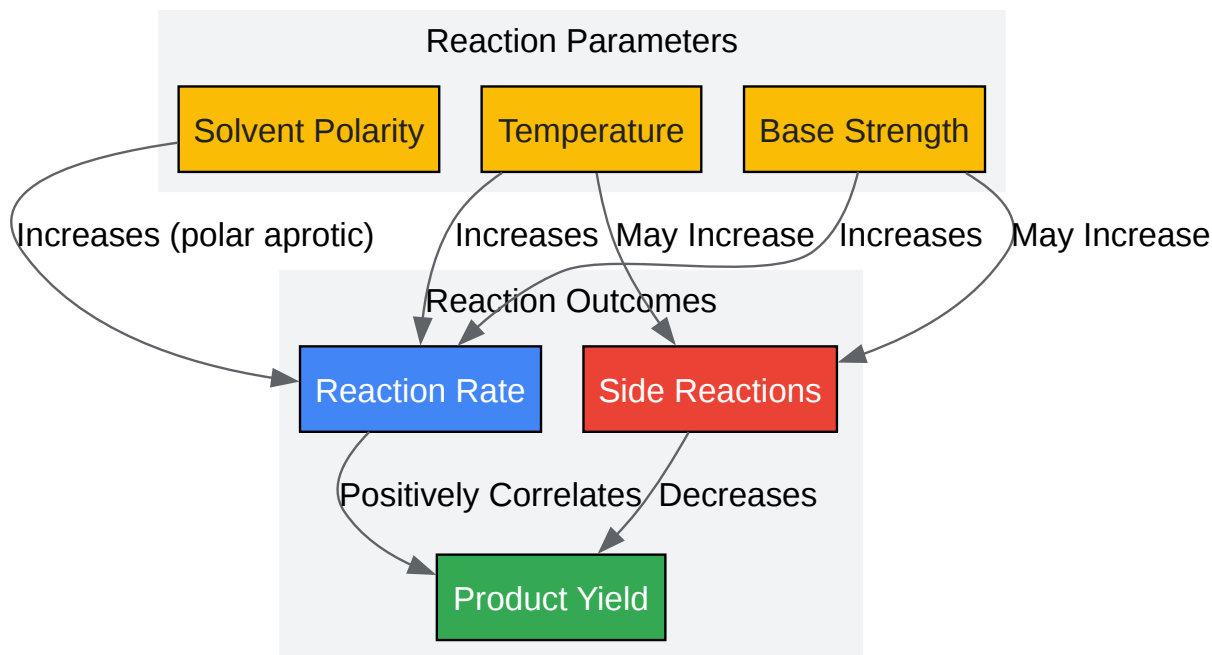 Reaction Parameters
Solvent Polarity
Temperature
Base Strength
Increases (polar aprotic)
Increases
May Increase
Increases
May Increase
Reaction Outcomes
Reaction Rate
Side Reactions
Positively Correlates
Decreases
Product Yield